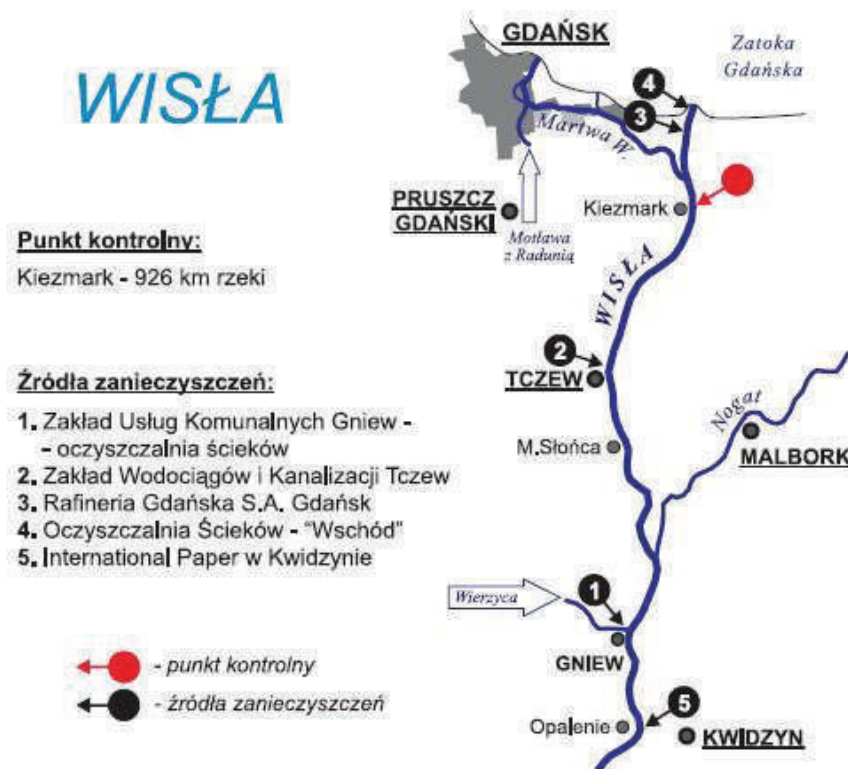 WISŁA
Punkt kontrolny:
Kiezmark - 926 km rzeki
Źródła zanieczyszczeń:
1. Zakład Usług Komunalnych Gniew -
- oczyszczalnia ścieków
2. Zakład Wodociągów i Kanalizacji Tczew
3. Rafineria Gdańska S.A. Gdańsk
4. Oczyszczalnia Ścieków - "Wschód"
5. International Paper w Kwidzynie
- punkt kontrolny
- źródła zanieczyszczeń
GDAŃSK
Zatoka
Gdańska
4
3
Martwa W.
PRUSZCZ
GDAŃSKI
Kiezmark
Motława
z Radunią
WISŁA
2
TCZEW
Nogat
M.Słońca
MALBORK
Wierzyca
1
GNIEW
5
Opalenie
KWIDZYN